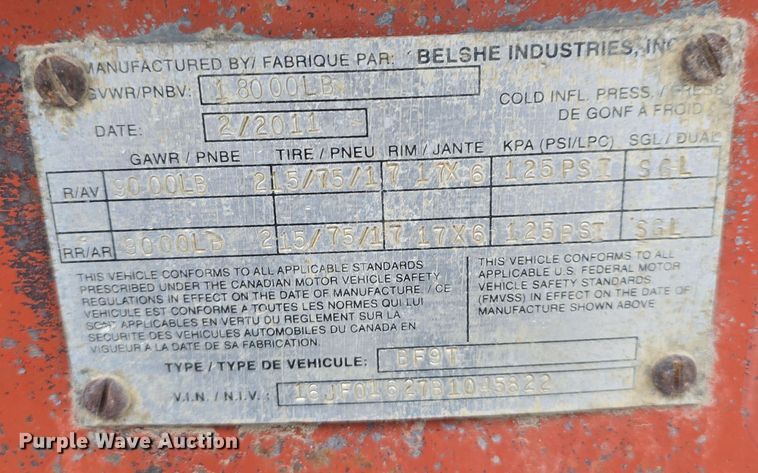 MANUFACTURED BY/ FABRIQUE PAR: BELSHE INDUSTRIES, INC
GVWR/PNBV: 18000LB
COLD INFL. PRESS. / PRESS
DE GONF A FROID
DATE: 2/2011
GAWR / PNBE TIRE / PNEU RIM / JANTE KPA (PSI/LPC) SGL / DUAL
R/AV 9000LB 215/75/17 17X6 125PSI SGL
RR/AR 9000LB 215/75/17 17X6 125PSI SGL
THIS VEHICLE CONFORMS TO ALL APPLICABLE STANDARDS
PRESCRIBED UNDER THE CANADIAN MOTOR VEHICLE SAFETY
REGULATIONS IN EFFECT ON THE DATE OF MANUFACTURE. / CE
VEHICULE EST CONFORME A TOUTES LES NORMES QUI LUI
SONT APPLICABLES EN VERTU DU REGLEMENT SUR LA
SECURITE DES VEHICULES AUTOMOBILES DU CANADA EN
VIGUEUR A LA DATE DE SA FABRICATION.
THIS VEHICLE CONFORMS TO ALL
APPLICABLE U.S. FEDERAL MOTOR
VEHICLE SAFETY STANDARDS
(FMVSS) IN EFFECT ON THE DATE OF
MANUFACTURE SHOWN ABOVE
TYPE / TYPE DE VEHICULE:
V.I.N. / N.I.V.: 16JF01627B1045822
Purple Wave Auction